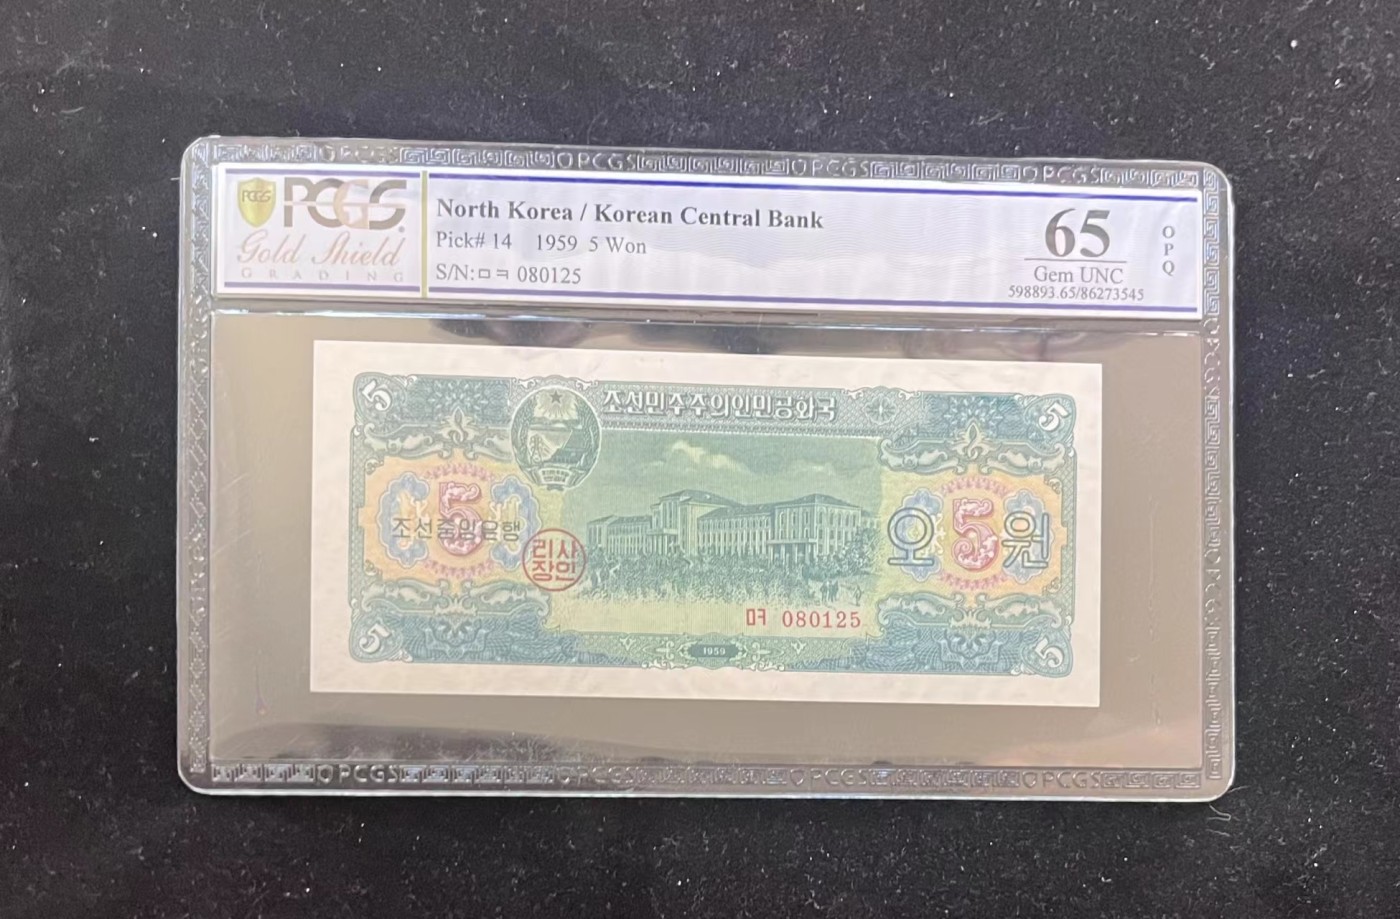 PCGS
PCGS
Gold Shield
GRADING
North Korea / Korean Central Bank
Pick# 14 1959 5 Won
S/N:ㅁㅋ 080125
65
Gem UNC
598893.65/86273545
OPQ
5
조선민주주의인민공화국
5
5
조선중앙은행
리사
장인
오 5 원
ㅁㅋ 080125
5
1959
5